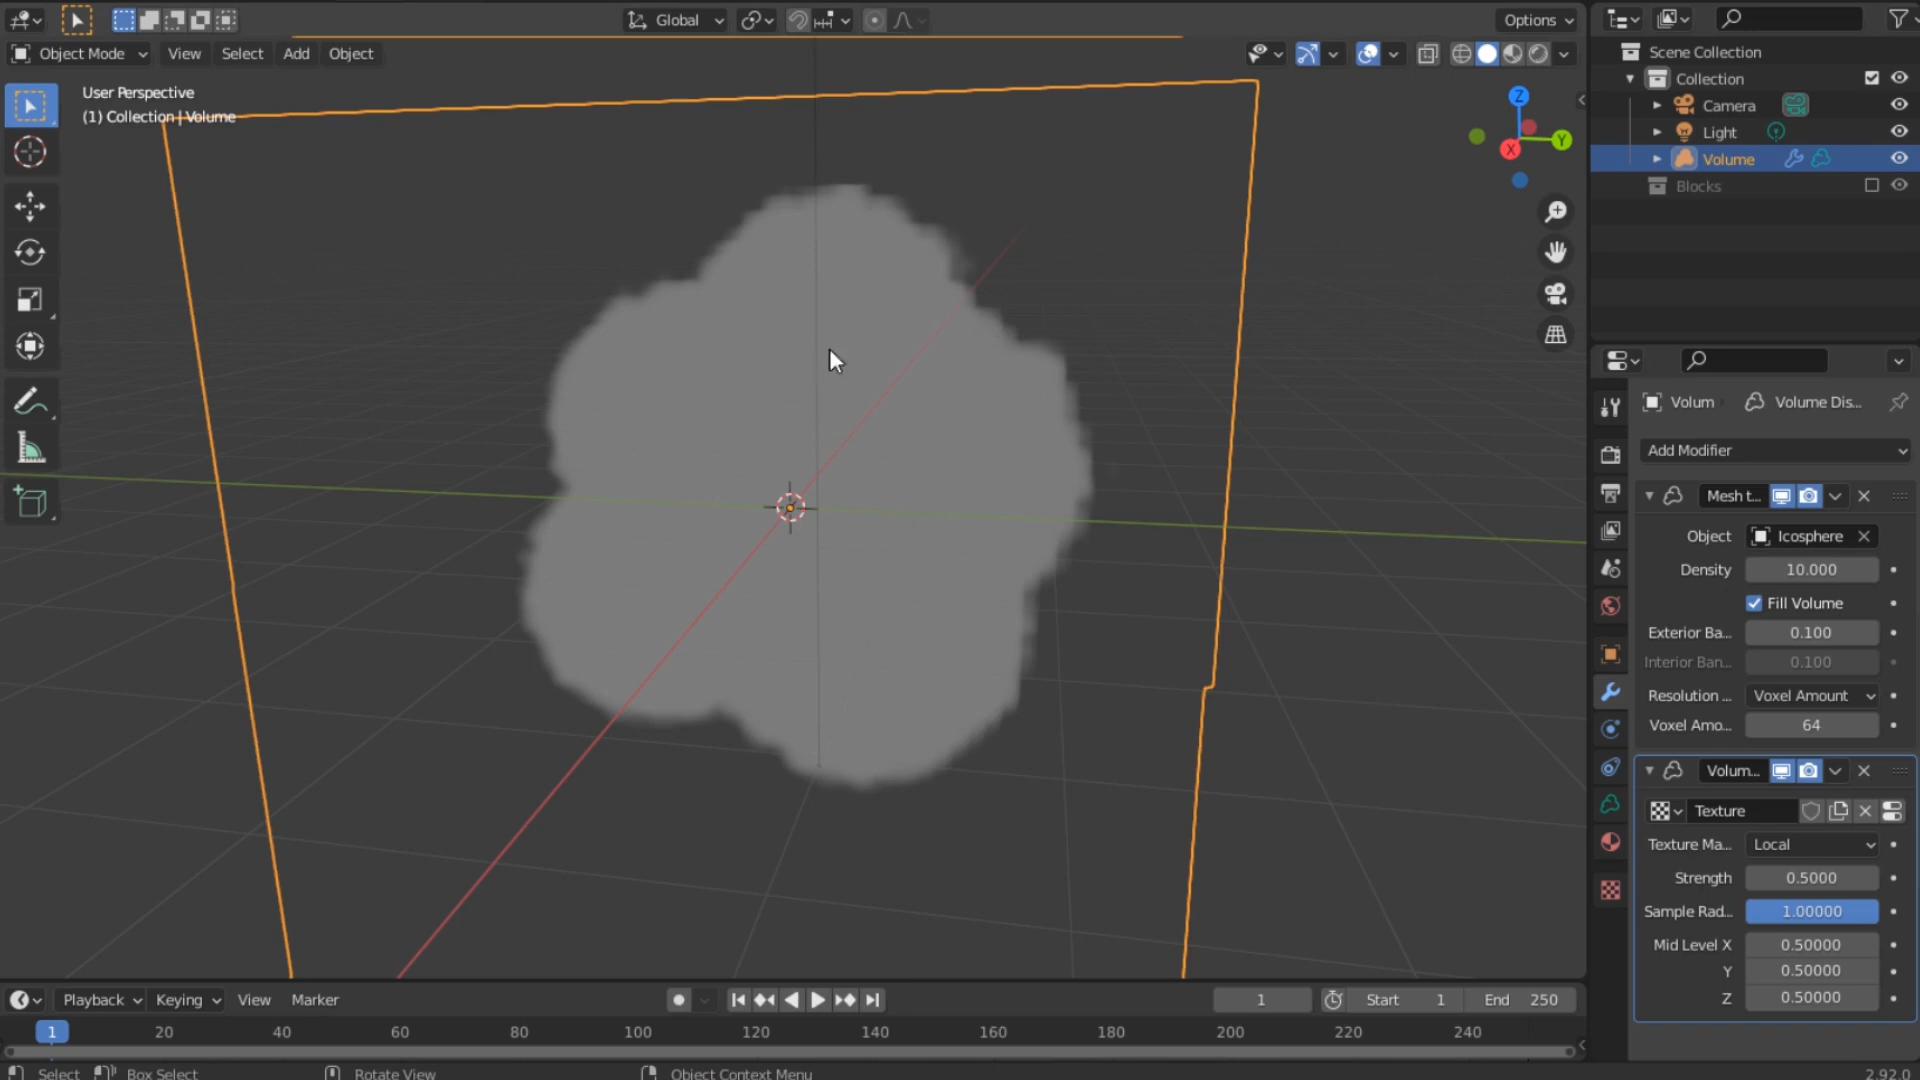 Global
Options
Object Mode
View
Select
Add
Object
User Perspective
(1) Collection | Volume
Z
Y
X
Scene Collection
Collection
Camera
Light
Volume
Blocks
Volum
Volume Dis...
Add Modifier
Mesh t...
Object
Icosphere
Density
10.000
Fill Volume
Exterior Ba...
0.100
Interior Ban...
0.100
Resolution ...
Voxel Amount
Voxel Amo...
64
Volum...
Texture
Texture Ma...
Local
Strength
0.5000
Sample Rad...
1.00000
Mid Level X
0.50000
Y
0.50000
Z
0.50000
Playback
Keying
View
Marker
1
Start
1
End
250
1
20
40
60
80
100
120
140
160
180
200
220
240
Select
Box Select
Rotate View
Object Context Menu
2.92.0